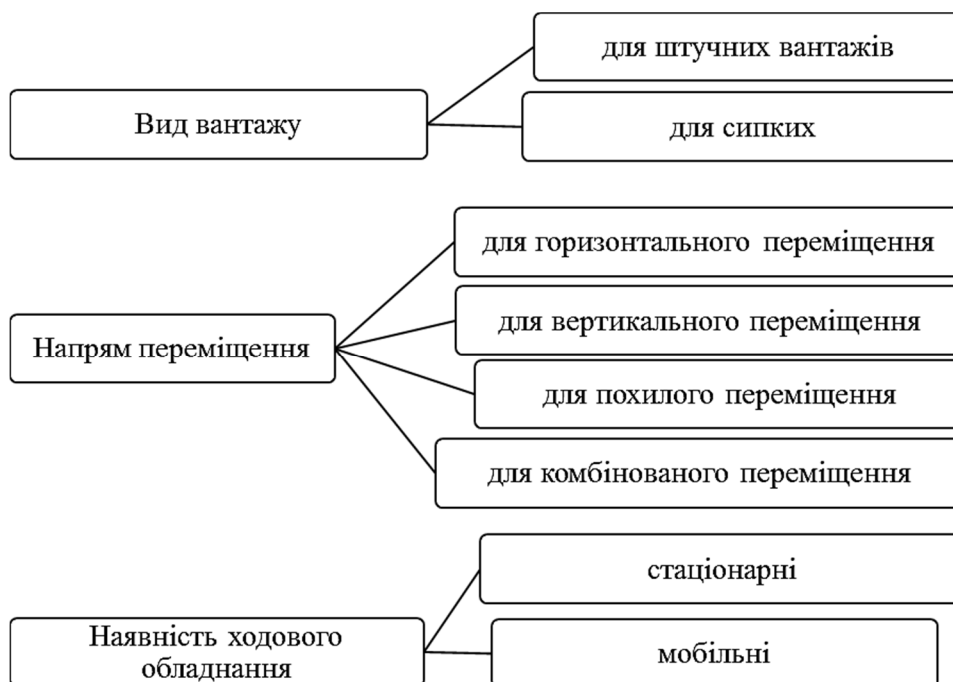 Вид вантажу
для штучних вантажів
для сипких
Напрям переміщення
для горизонтального переміщення
для вертикального переміщення
для похилого переміщення
для комбінованого переміщення
Наявність ходового
обладнання
стаціонарні
мобільні